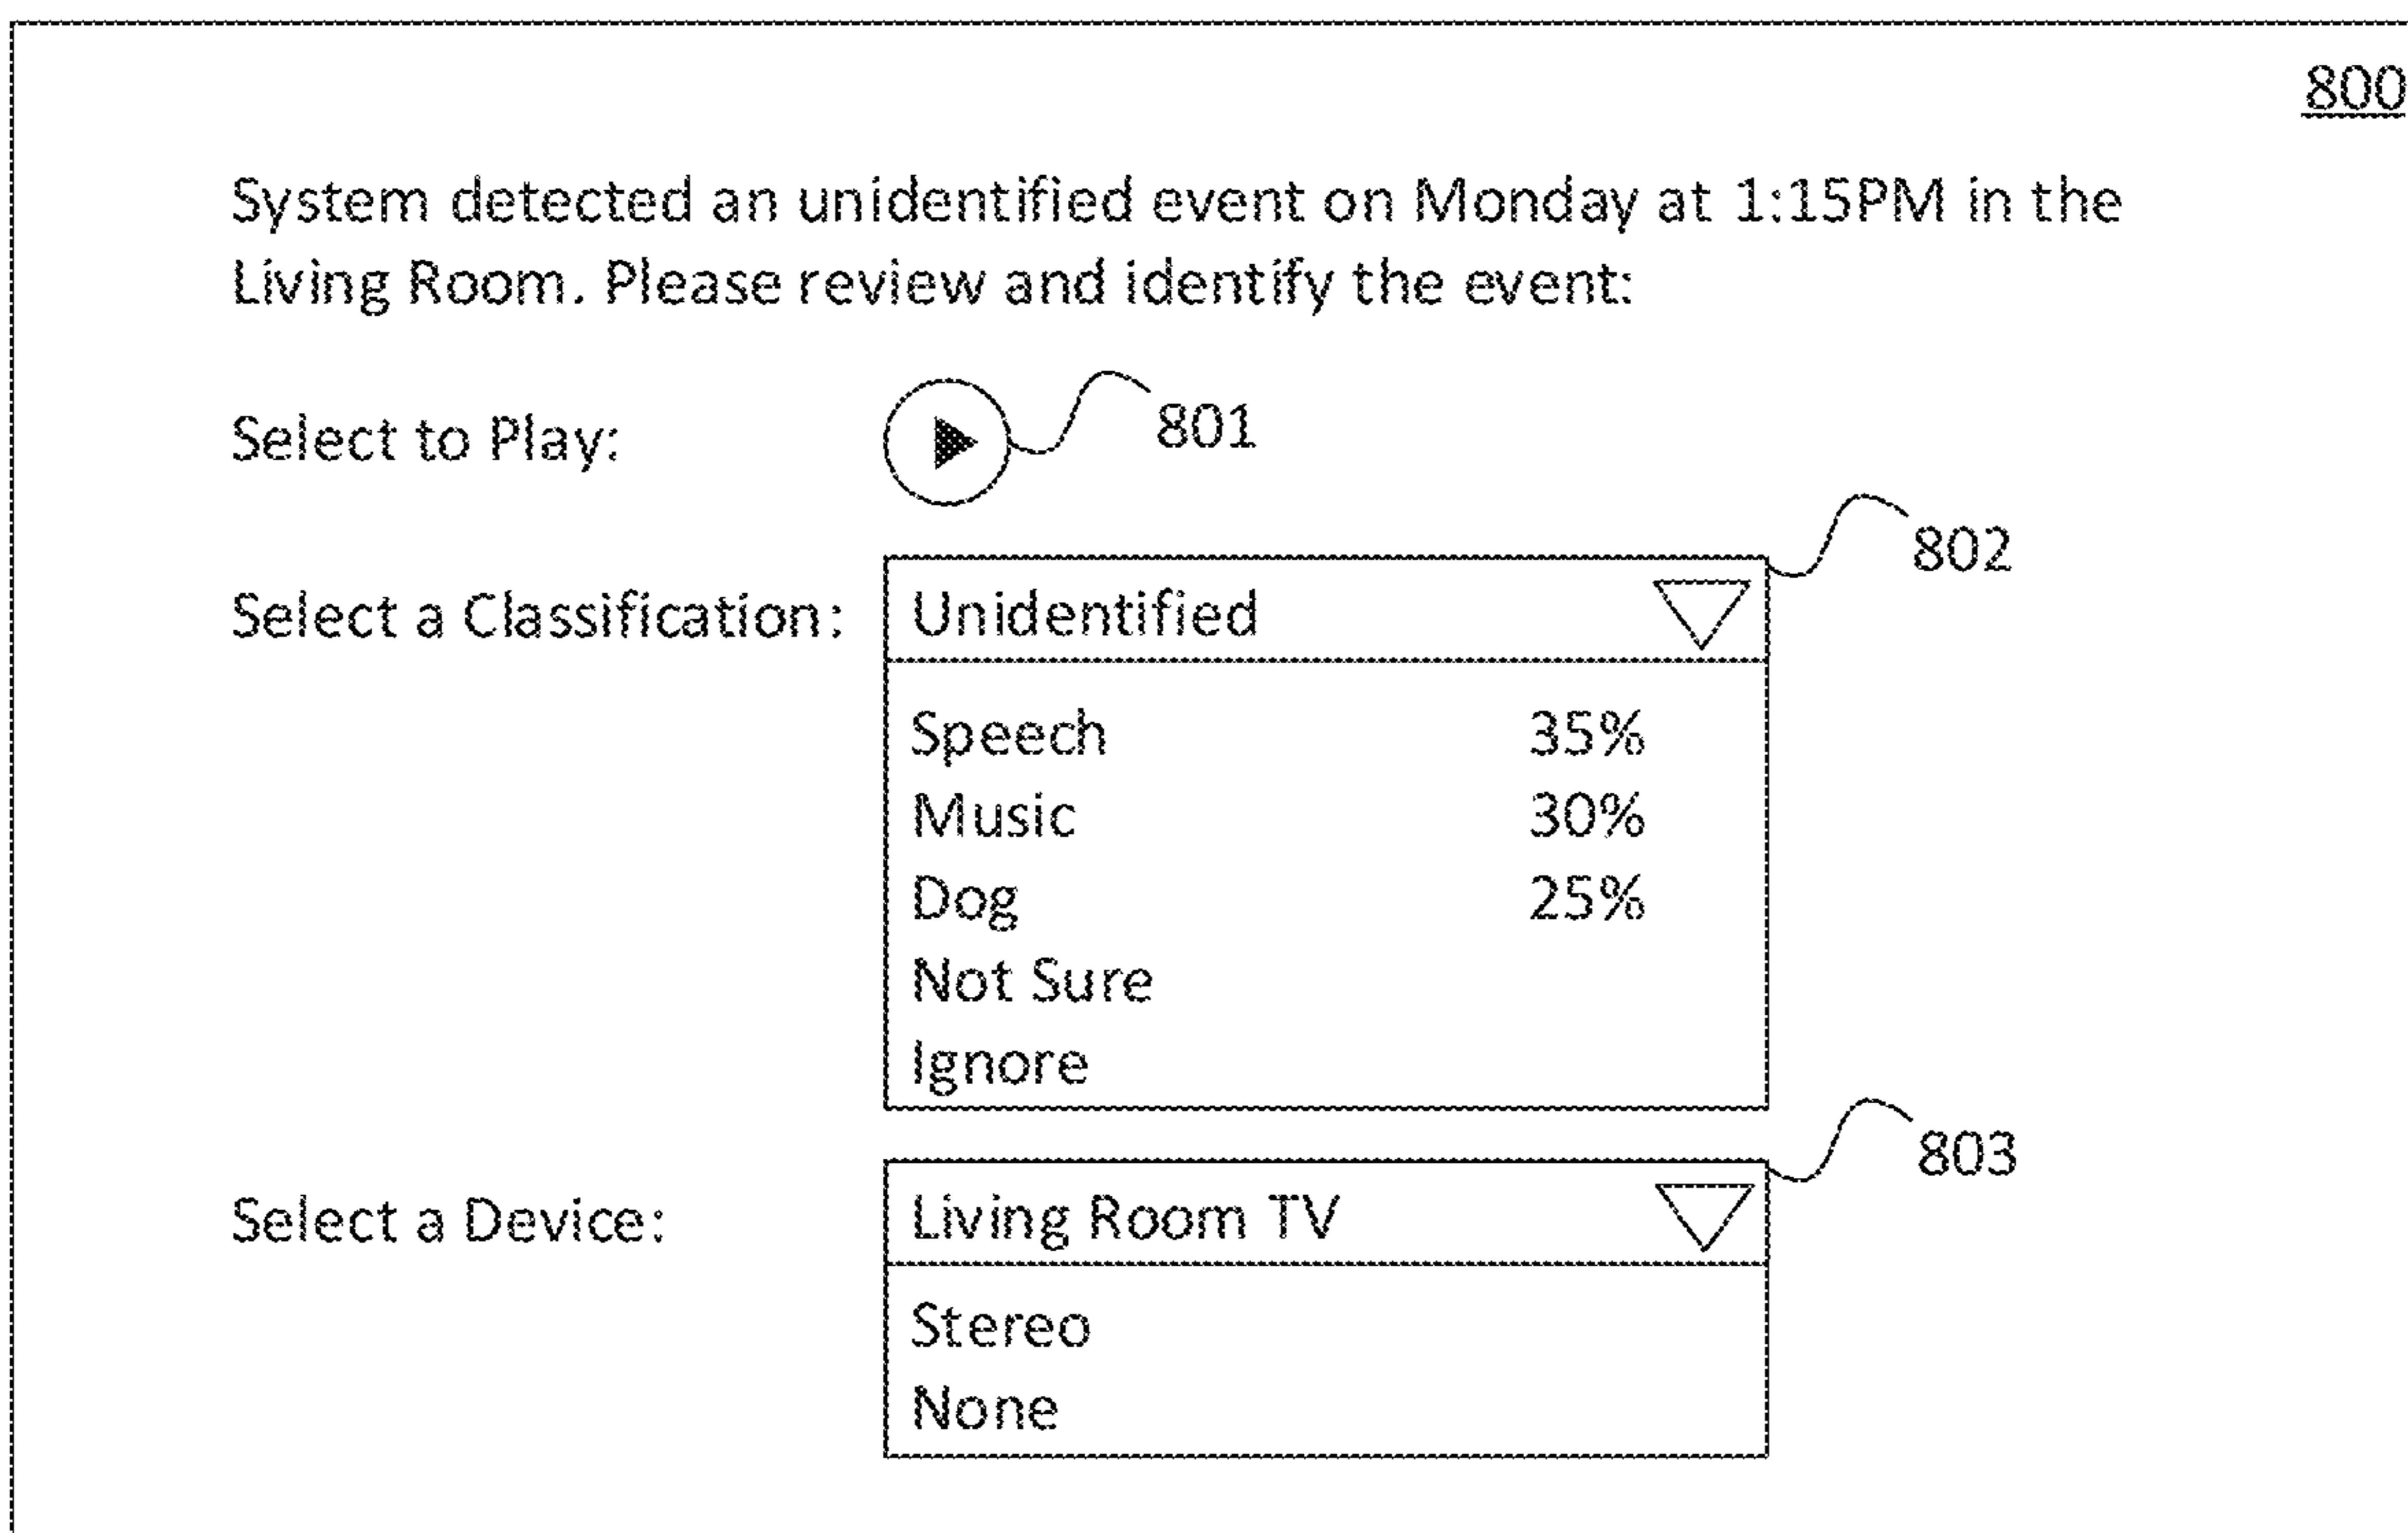 800
System detected an unidentified event on Monday at 1:15PM in the
Living Room. Please review and identify the event:
Select to Play:
801
802
Select a Classification:
Unidentified
Speech 35%
Music 30%
Dog 25%
Not Sure
Ignore
803
Select a Device:
Living Room TV
Stereo
None